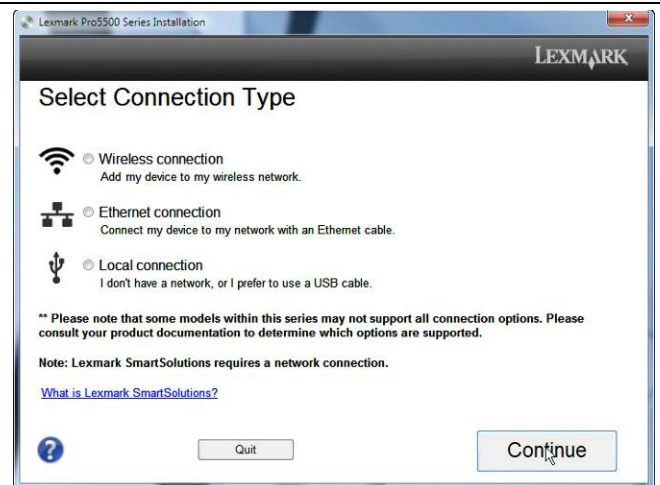 Lexmark Pro5500 Series Installation
LEXMARK
Select Connection Type
Wireless connection
Add my device to my wireless network.
Ethernet connection
Connect my device to my network with an Ethernet cable.
Local connection
I don't have a network, or I prefer to use a USB cable.
** Please note that some models within this series may not support all connection options. Please
consult your product documentation to determine which options are supported.
Note: Lexmark SmartSolutions requires a network connection.
What is Lexmark SmartSolutions?
? Quit Continue